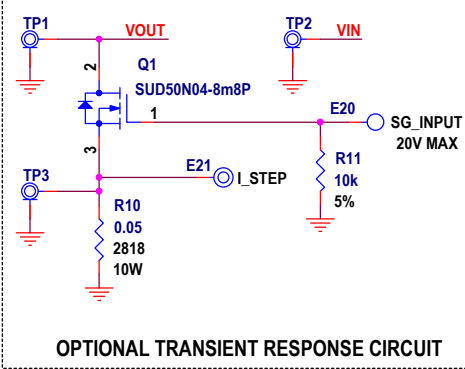 TP1
VOUT
TP2
VIN
2
Q1
SUD50N04-8m8P
1
E20
SG_INPUT
20V MAX
3
R11
10k
5%
TP3
E21
I_STEP
R10
0.05
2818
10W
OPTIONAL TRANSIENT RESPONSE CIRCUIT